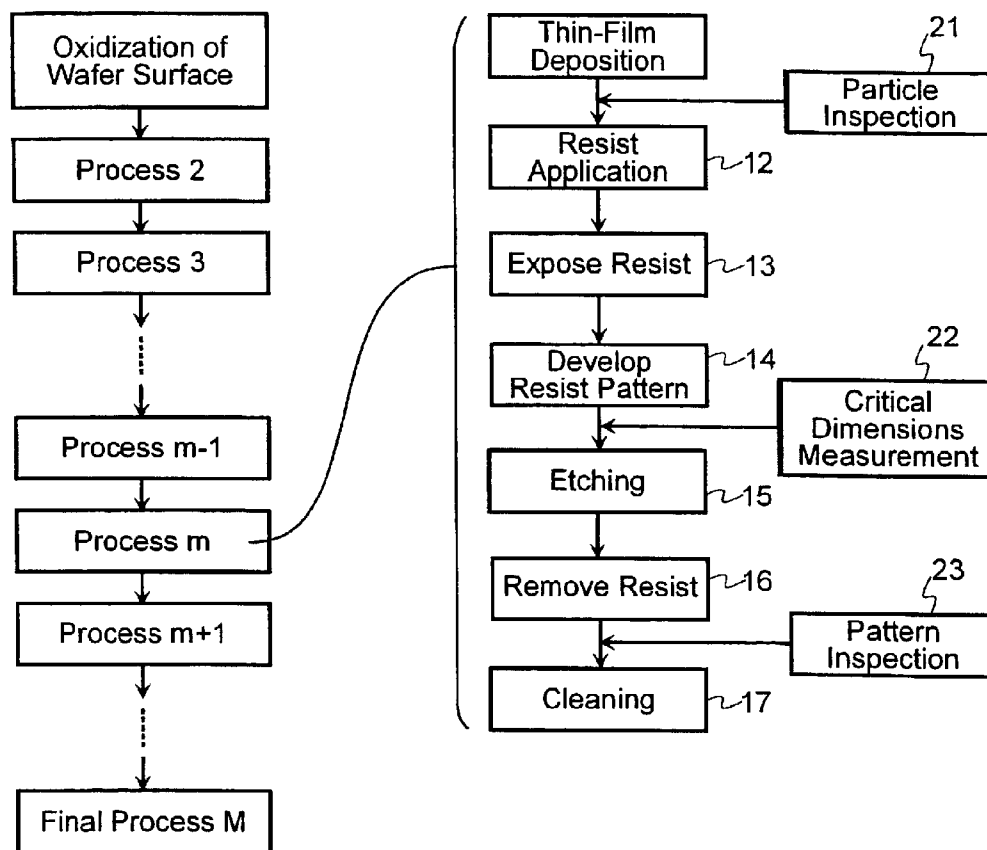 Oxidization of
Wafer Surface
Process 2
Process 3
Process m-1
Process m
Process m+1
Final Process M
Thin-Film
Deposition
21
Particle
Inspection
Resist
Application
12
Expose Resist
13
Develop
Resist Pattern
14
22
Critical
Dimensions
Measurement
Etching
15
Remove Resist
16
23
Pattern
Inspection
Cleaning
17